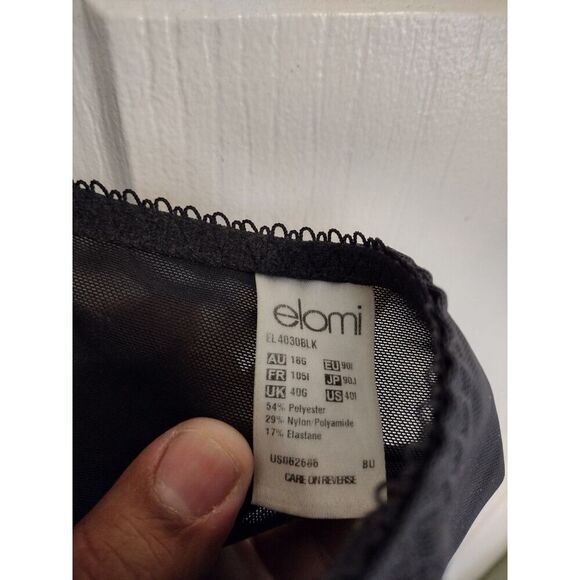 elomi
EL4030BLK
AU 18G EU 90I
FR 105I JP 90J
UK 40G US 40I
54% Polyester
29% Nylon/Polyamide
17% Elastane
US062686 BU
CARE ON REVERSE